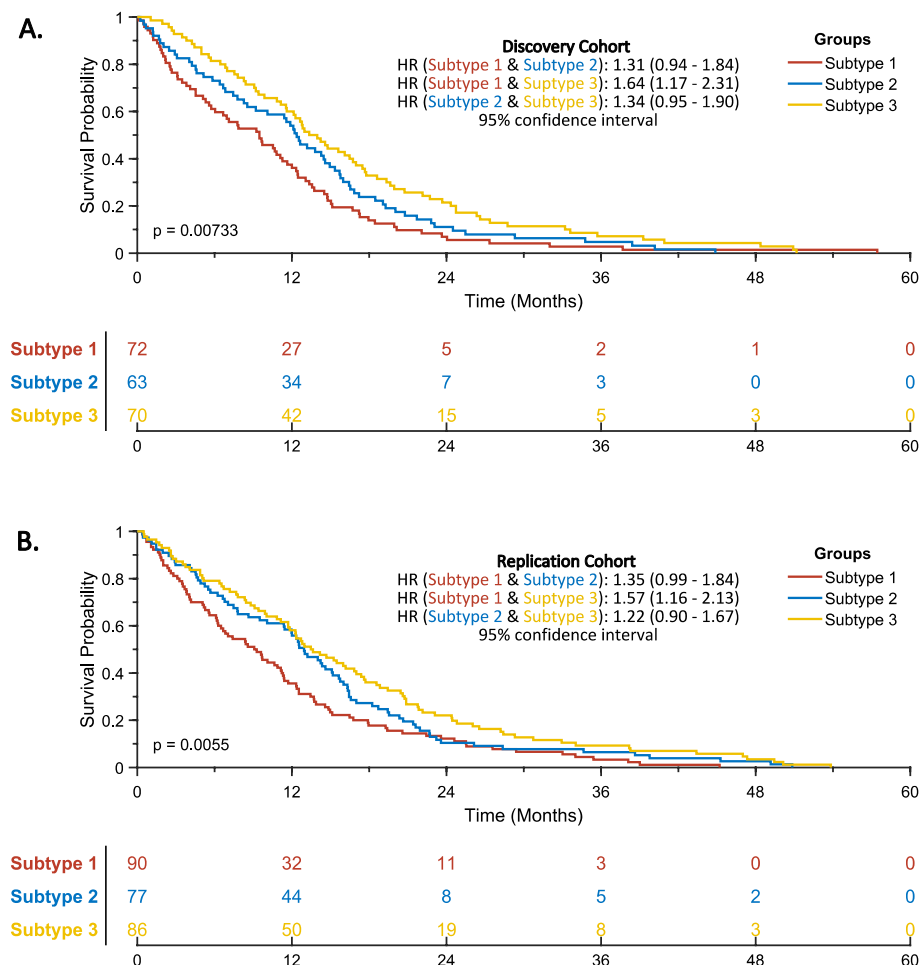 A.
Discovery Cohort
HR (Subtype 1 & Subtype 2): 1.31 (0.94 - 1.84)
HR (Subtype 1 & Suptype 3): 1.64 (1.17 - 2.31)
HR (Subtype 2 & Suptype 3): 1.34 (0.95 - 1.90)
95% confidence interval
Groups
Subtype 1
Subtype 2
Subtype 3
Survival Probability
1
0.8
0.6
0.4
0.2
0
p = 0.00733
0 12 24 36 48 60
Time (Months)
Subtype 1 72 27 5 2 1 0
Subtype 2 63 34 7 3 0 0
Subtype 3 70 42 15 5 3 0
0 12 24 36 48 60
B.
Replication Cohort
HR (Subtype 1 & Subtype 2): 1.35 (0.99 - 1.84)
HR (Subtype 1 & Suptype 3): 1.57 (1.16 - 2.13)
HR (Subtype 2 & Suptype 3): 1.22 (0.90 - 1.67)
95% confidence interval
Groups
Subtype 1
Subtype 2
Subtype 3
Survival Probability
1
0.8
0.6
0.4
0.2
0
p = 0.0055
0 12 24 36 48 60
Time (Months)
Subtype 1 90 32 11 3 0 0
Subtype 2 77 44 8 5 2 0
Subtype 3 86 50 19 8 3 0
0 12 24 36 48 60